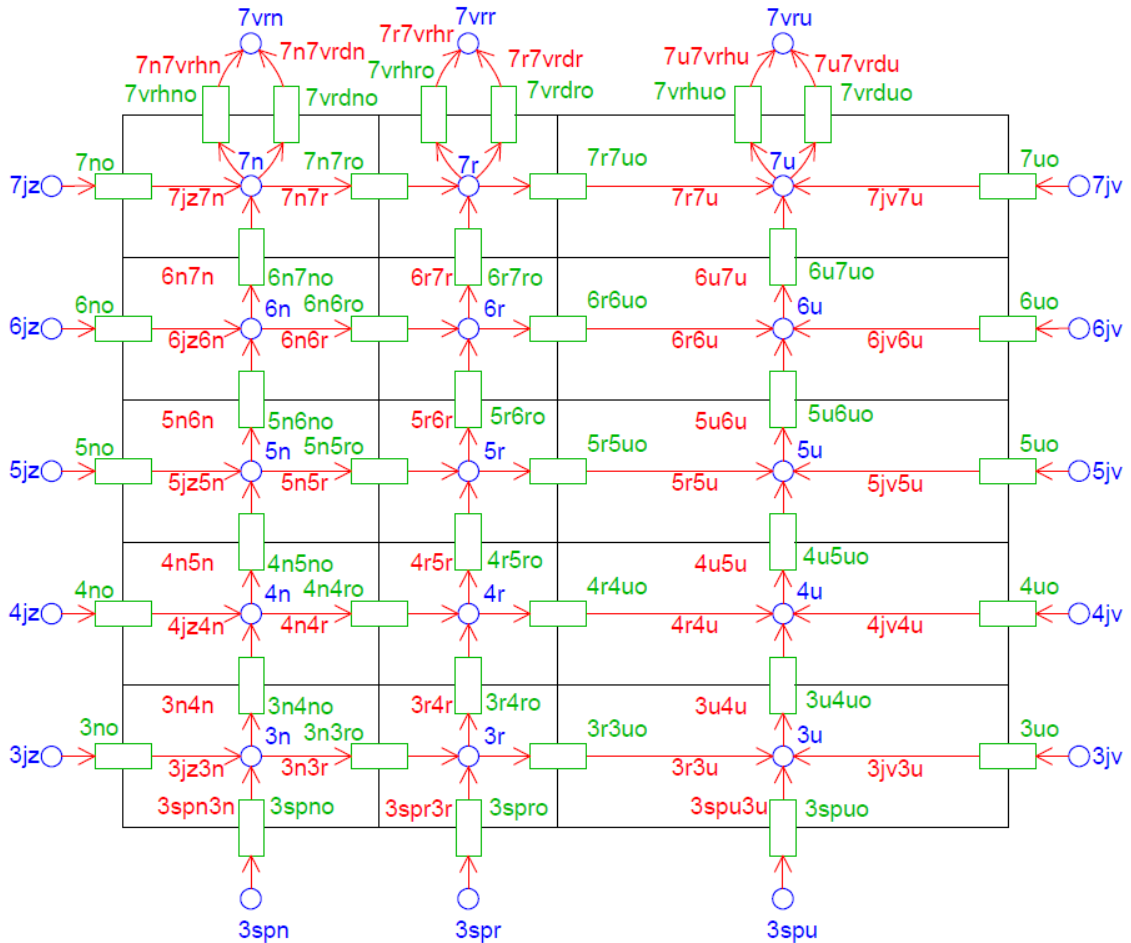 7vrn 7vrr 7vru
7n7vrhn 7n7vrdn 7r7vrhr 7r7vrdr 7u7vrhu 7u7vrdu
7vrhno 7vrdno 7vrhro 7vrdro 7vrhuo 7vrduo
7no 7n 7n7ro 7r 7r7uo 7u 7uo
7jz 7jz7n 7n7r 7r7u 7jv7u 7jv
6n7n 6n7no 6r7r 6r7ro 6u7u 6u7uo
6no 6n 6n6ro 6r 6r6uo 6u 6uo
6jz 6jz6n 6n6r 6r6u 6jv6u 6jv
5n6n 5n6no 5r6r 5r6ro 5u6u 5u6uo
5no 5n 5n5ro 5r 5r5uo 5u 5uo
5jz 5jz5n 5n5r 5r5u 5jv5u 5jv
4n5n 4n5no 4r5r 4r5ro 4u5u 4u5uo
4no 4n 4n4ro 4r 4r4uo 4u 4uo
4jz 4jz4n 4n4r 4r4u 4jv4u 4jv
3n4n 3n4no 3r4r 3r4ro 3u4u 3u4uo
3no 3n 3n3ro 3r 3r3uo 3u 3uo
3jz 3jz3n 3n3r 3r3u 3jv3u 3jv
3spn3n 3spno 3spr3r 3spro 3spu3u 3spuo
3spn 3spr 3spu